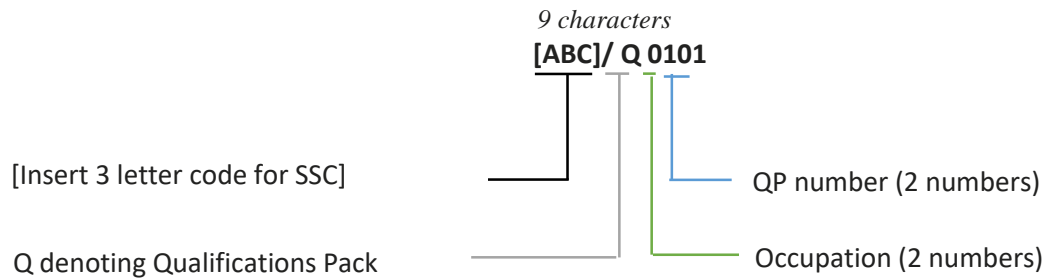 9 characters
[ABC]/ Q 0101
[Insert 3 letter code for SSC]
QP number (2 numbers)
Q denoting Qualifications Pack
Occupation (2 numbers)